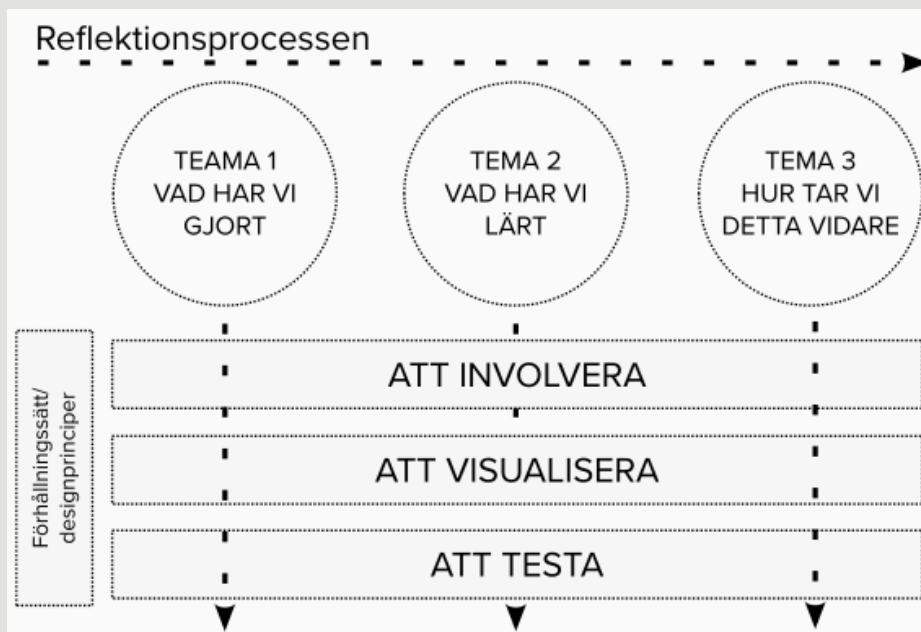 Reflektionsprocessen
TEAMA 1
VAD HAR VI
GJORT
TEMA 2
VAD HAR VI
LÄRT
TEMA 3
HUR TAR VI
DETTA VIDARE
Förhållningssätt/
designprinciper
ATT INVOLVERA
ATT VISUALISERA
ATT TESTA